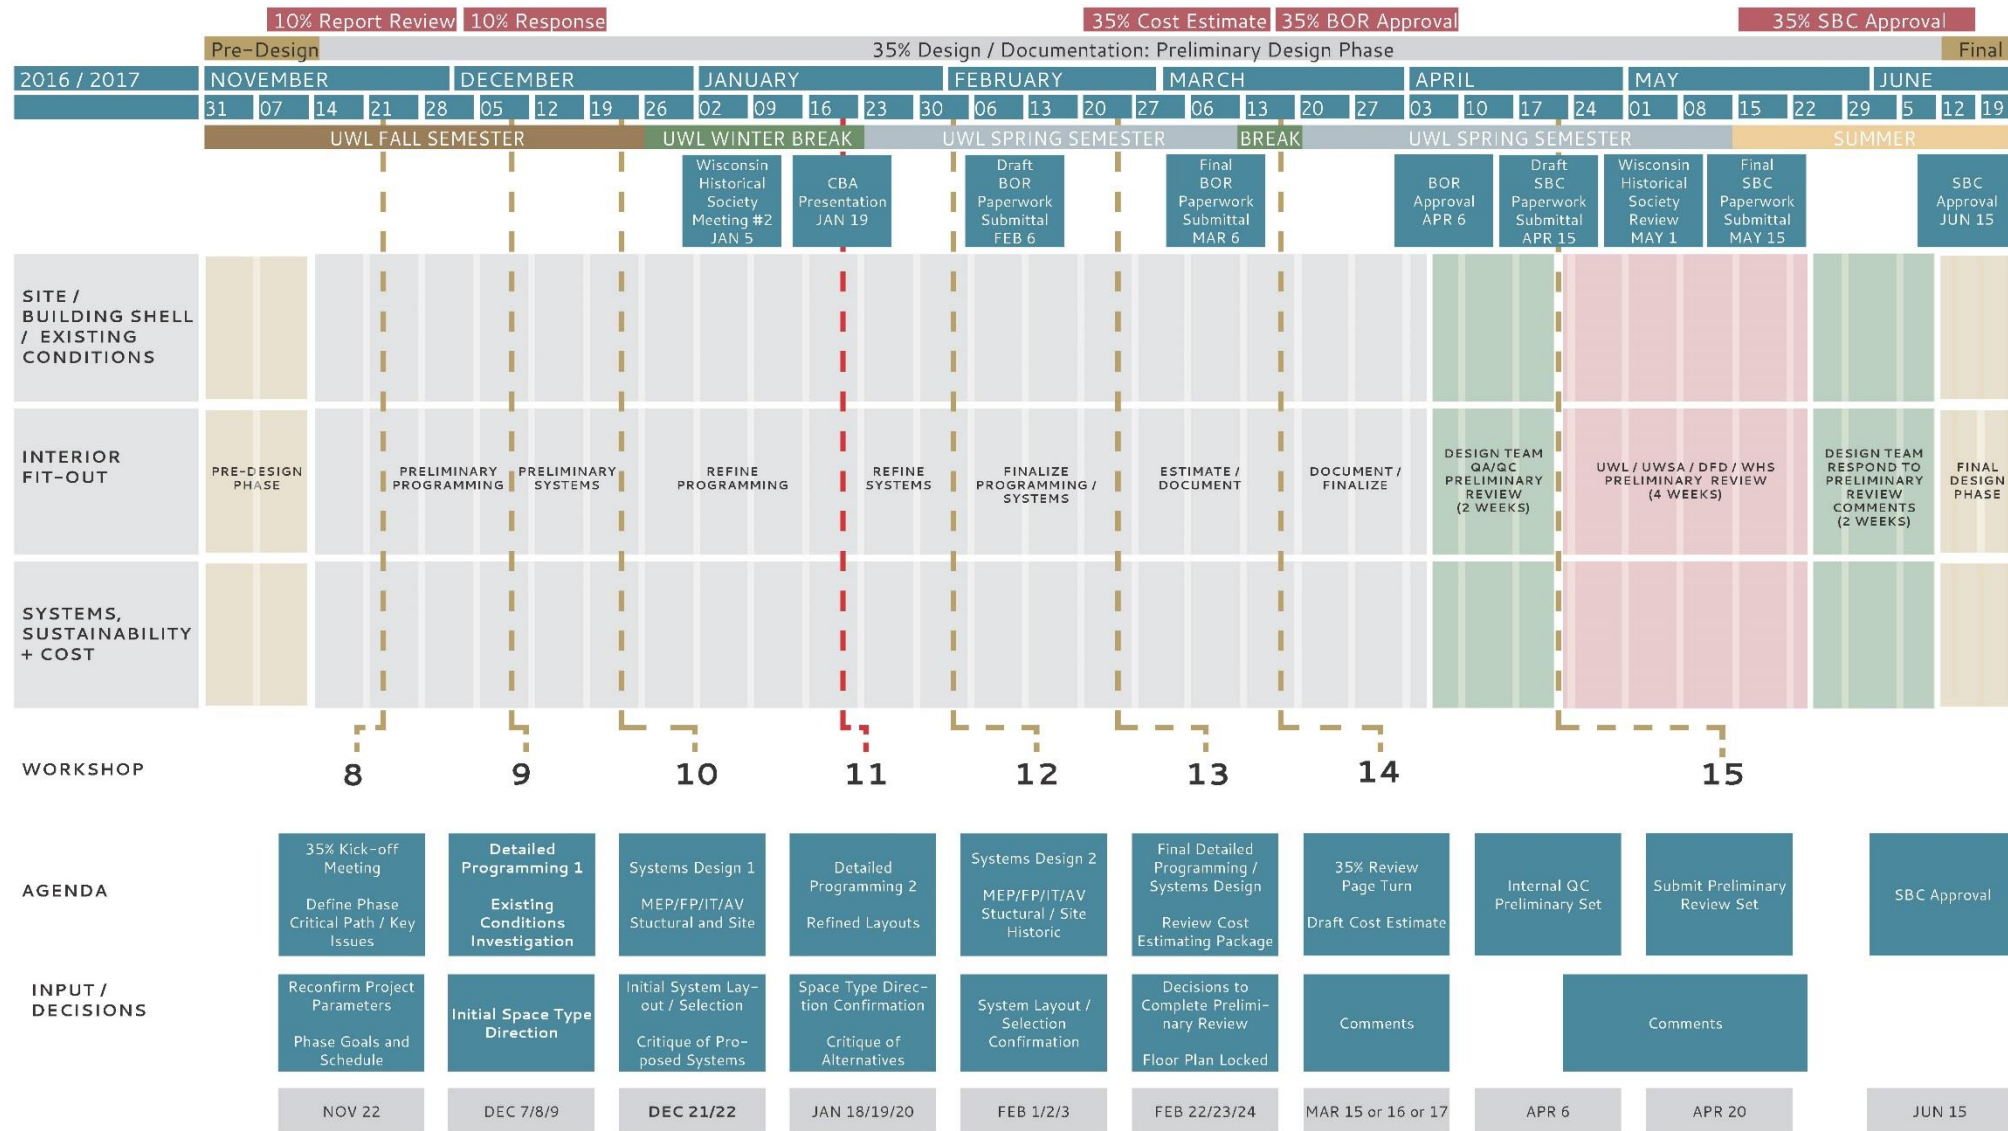 10% Report Review
10% Response
35% Cost Estimate
35% BOR Approval
35% SBC Approval
Pre-Design
35% Design / Documentation: Preliminary Design Phase
Final
2016 / 2017
NOVEMBER
DECEMBER
JANUARY
FEBRUARY
MARCH
APRIL
MAY
JUNE
31 07 14 21 28 05 12 19 26 02 09 16 23 30 06 13 20 27 06 13 20 27 03 10 17 24 01 08 15 22 29 5 12 19
UWL FALL SEMESTER
UWL WINTER BREAK
UWL SPRING SEMESTER
BREAK
UWL SPRING SEMESTER
SUMMER
Wisconsin
Historical
Society
Meeting #2
JAN 5
CBA
Presentation
JAN 19
Draft
BOR
Paperwork
Submittal
FEB 6
Final
BOR
Paperwork
Submittal
MAR 6
BOR
Approval
APR 6
Draft
SBC
Paperwork
Submittal
APR 15
Wisconsin
Historical
Society
Review
MAY 1
Final
SBC
Paperwork
Submittal
MAY 15
SBC
Approval
JUN 15
SITE /
BUILDING SHELL
/ EXISTING
CONDITIONS
INTERIOR
FIT-OUT
PRE-DESIGN
PHASE
PRELIMINARY
PROGRAMMING
PRELIMINARY
SYSTEMS
REFINE
PROGRAMMING
REFINE
SYSTEMS
FINALIZE
PROGRAMMING /
SYSTEMS
ESTIMATE /
DOCUMENT
DOCUMENT /
FINALIZE
DESIGN TEAM
QA/QC
PRELIMINARY
REVIEW
(2 WEEKS)
UWL / UWSA / DFD / WHS
PRELIMINARY REVIEW
(4 WEEKS)
DESIGN TEAM
RESPOND TO
PRELIMINARY
REVIEW
COMMENTS
(2 WEEKS)
FINAL
DESIGN
PHASE
SYSTEMS,
SUSTAINABILITY
+ COST
WORKSHOP
8 9 10 11 12 13 14 15
AGENDA
35% Kick-off
Meeting
Define Phase
Critical Path / Key
Issues
Detailed
Programming 1
Existing
Conditions
Investigation
Systems Design 1
MEP/FP/IT/AV
Stuctural and Site
Detailed
Programming 2
Refined Layouts
Systems Design 2
MEP/FP/IT/AV
Stuctural / Site
Historic
Final Detailed
Programming /
Systems Design
Review Cost
Estimating Package
35% Review
Page Turn
Draft Cost Estimate
Internal QC
Preliminary Set
Submit Preliminary
Review Set
SBC Approval
INPUT /
DECISIONS
Reconfirm Project
Parameters
Phase Goals and
Schedule
Initial Space Type
Direction
Initial System Lay-
out / Selection
Critique of Pro-
posed Systems
Space Type Direc-
tion Confirmation
Critique of
Alternatives
System Layout /
Selection
Confirmation
Decisions to
Complete Prelimi-
nary Review
Floor Plan Locked
Comments
Comments
NOV 22
DEC 7/8/9
DEC 21/22
JAN 18/19/20
FEB 1/2/3
FEB 22/23/24
MAR 15 or 16 or 17
APR 6
APR 20
JUN 15